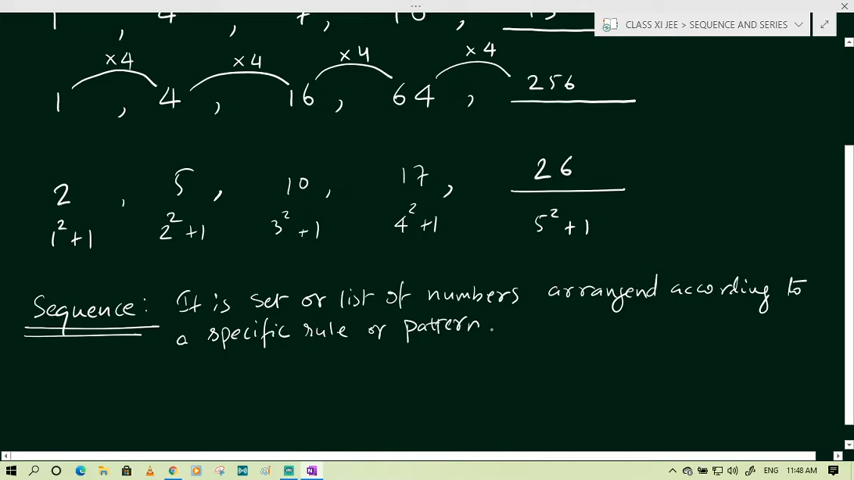 CLASS XI JEE > SEQUENCE AND SERIES
×4 ×4 ×4 ×4
1 , 4 , 16 , 64 , 256
2 , 5 , 10 , 17 , 26
1²+1 2²+1 3²+1 4²+1 5²+1
Sequence: It is set or list of numbers arrangend according to
a specific rule or pattern.
ENG 11:48 AM